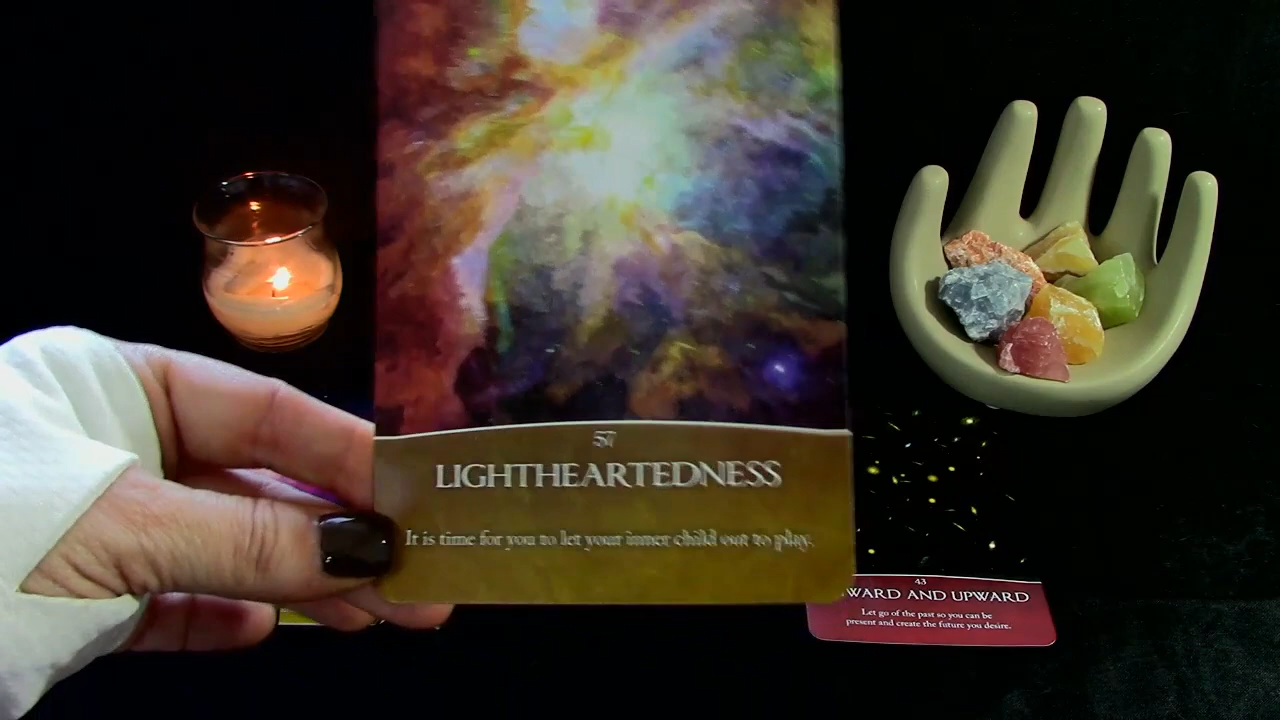 57
LIGHTHEARTEDNESS
It is time for you to let your inner child out to play.
43
WARD AND UPWARD
Let go of the past so you can be
present and create the future you desire.